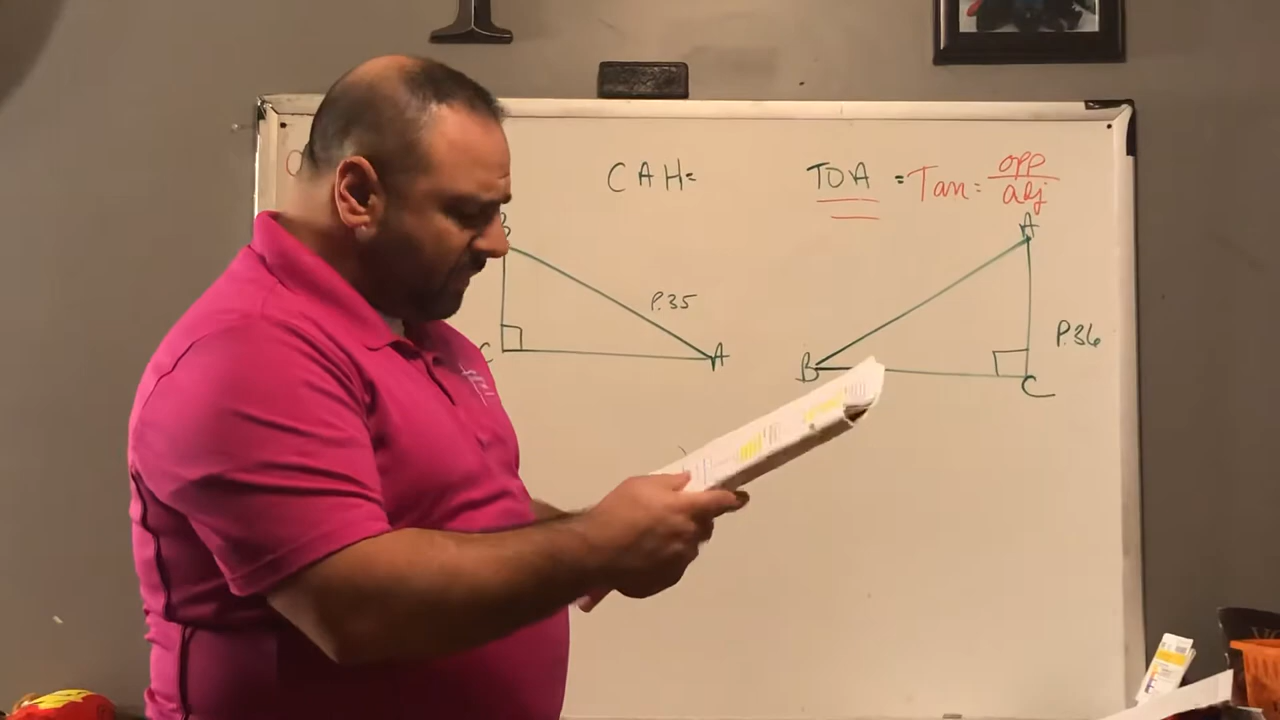 CAH=
TOA = Tan = opp
adj
B
P.35
A
C
A
P.36
B
C